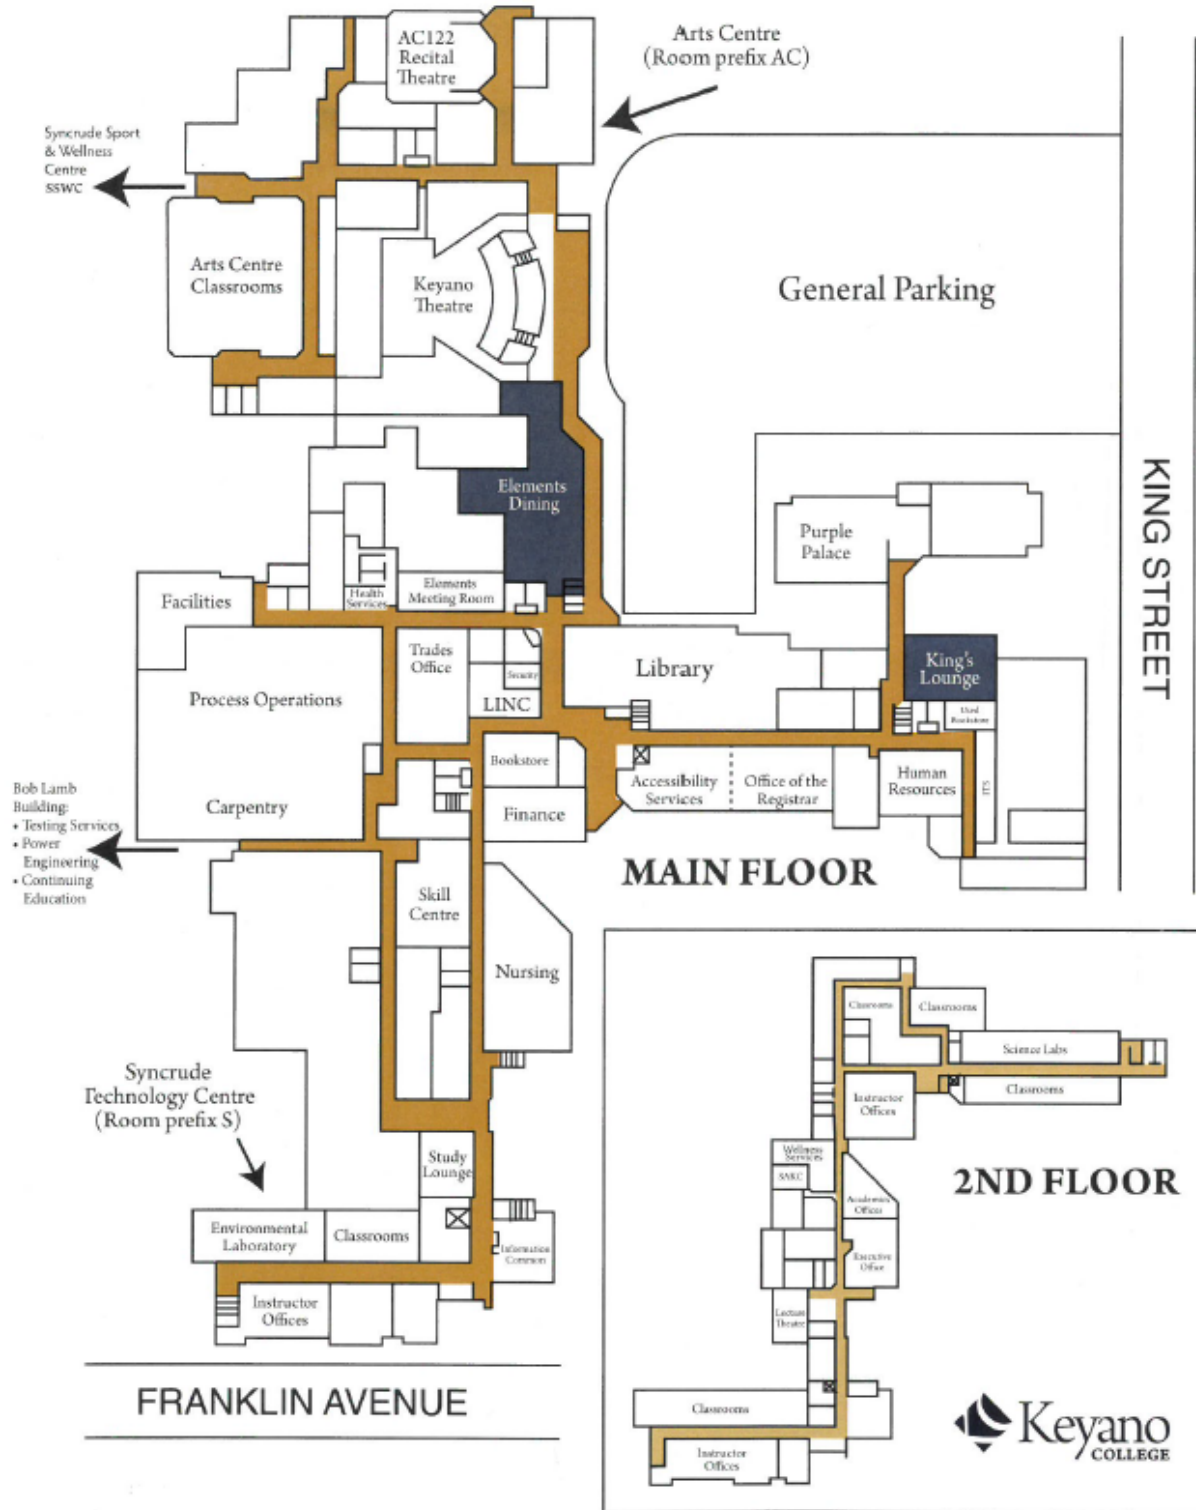 AC122
Recital
Theatre
Arts Centre
(Room prefix AC)
Syncrude Sport
& Wellness
Centre
SSWC
Arts Centre
Classrooms
Keyano
Theatre
General Parking
KING STREET
Elements
Dining
Purple
Palace
Facilities
Health
Services
Elements
Meeting Room
Trades
Office
Security
LINC
Library
King's
Lounge
Used
Bookstore
Process Operations
Bookstore
Accessibility
Services
Office of the
Registrar
Human
Resources
ITS
Bob Lamb
Building:
• Testing Services
• Power
Engineering
• Continuing
Education
Carpentry
Finance
MAIN FLOOR
Skill
Centre
Nursing
Syncrude
Technology Centre
(Room prefix S)
Study
Lounge
Environmental
Laboratory
Classrooms
Information
Common
Instructor
Offices
FRANKLIN AVENUE
Classrooms
Classrooms
Science Labs
Classrooms
Instructor
Offices
Wellness
Services
Academic
Offices
2ND FLOOR
Executive
Office
Lecture
Theatre
Classrooms
Instructor
Offices
Keyano
COLLEGE